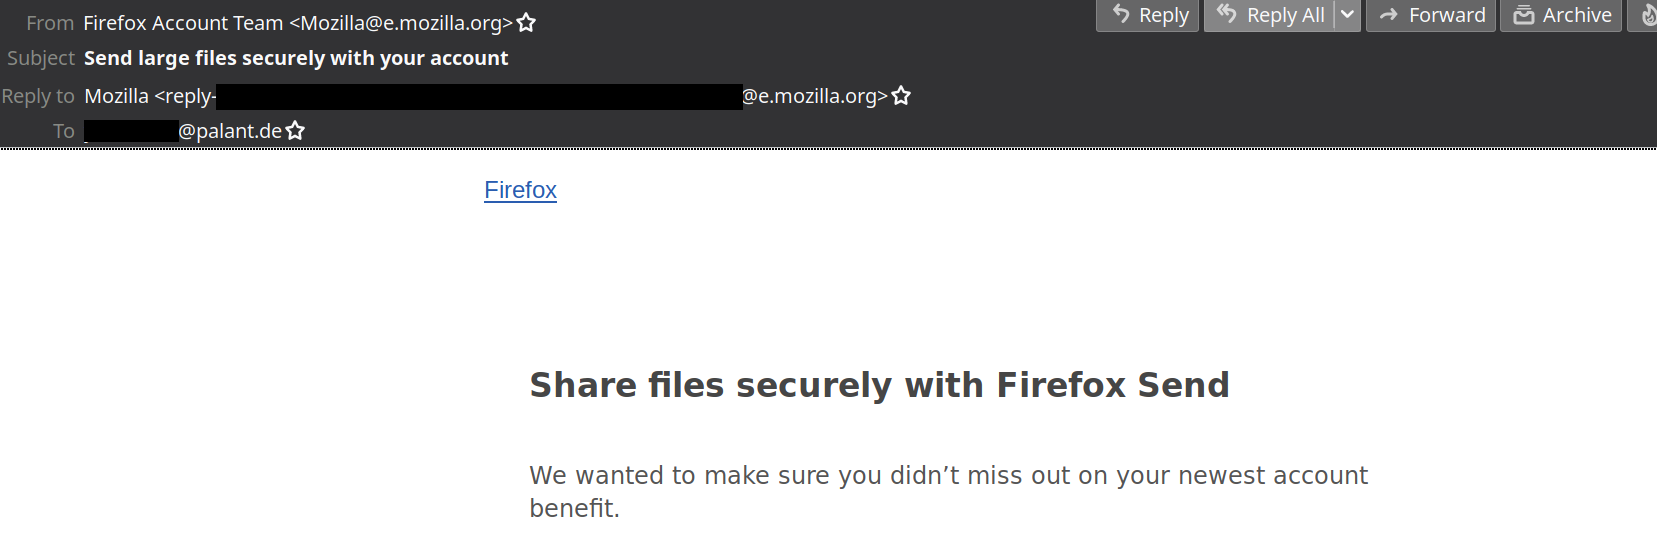 From Firefox Account Team <Mozilla@e.mozilla.org>
Reply Reply All Forward Archive
Subject Send large files securely with your account
Reply to Mozilla <reply- @e.mozilla.org>
To @palant.de
Firefox
Share files securely with Firefox Send
We wanted to make sure you didn’t miss out on your newest account
benefit.